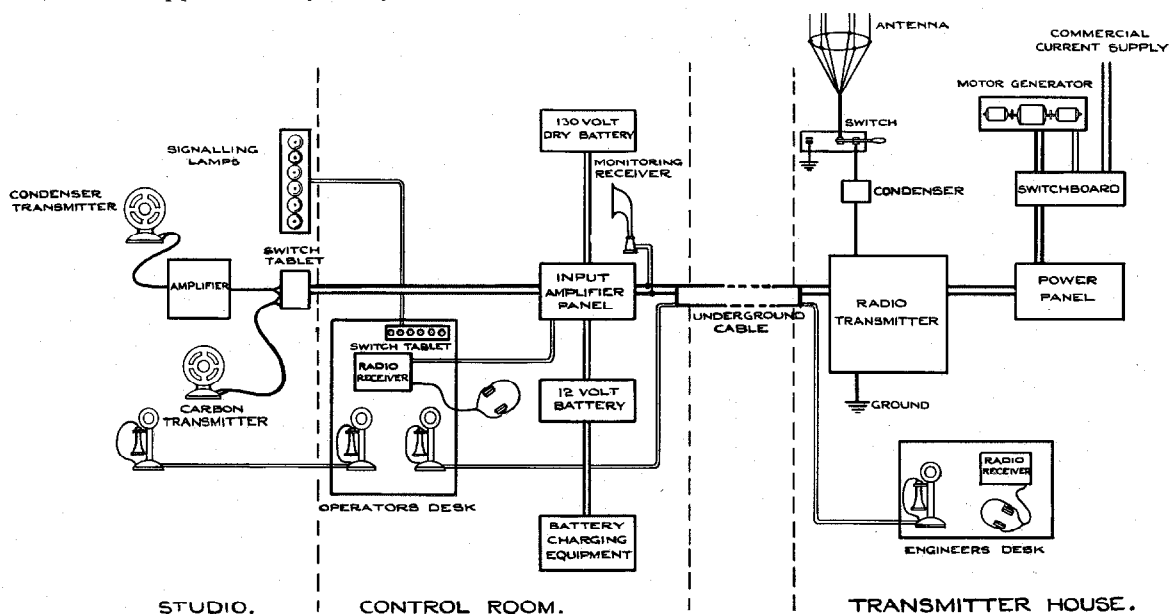 ANTENNA
COMMERCIAL
CURRENT SUPPLY
MOTOR GENERATOR
SWITCH
130 VOLT
DRY BATTERY
SIGNALLING
LAMPS
MONITORING
RECEIVER
CONDENSER
TRANSMITTER
CONDENSER
SWITCHBOARD
SWITCH
TABLET
AMPLIFIER
INPUT
AMPLIFIER
PANEL
RADIO
TRANSMITTER
POWER
PANEL
UNDERGROUND
CABLE
SWITCH TABLET
RADIO
RECEIVER
12 VOLT
BATTERY
CARBON
TRANSMITTER
GROUND
RADIO
RECEIVER
OPERATORS DESK
BATTERY
CHARGING
EQUIPMENT
ENGINEERS DESK
STUDIO.
CONTROL ROOM.
TRANSMITTER HOUSE.